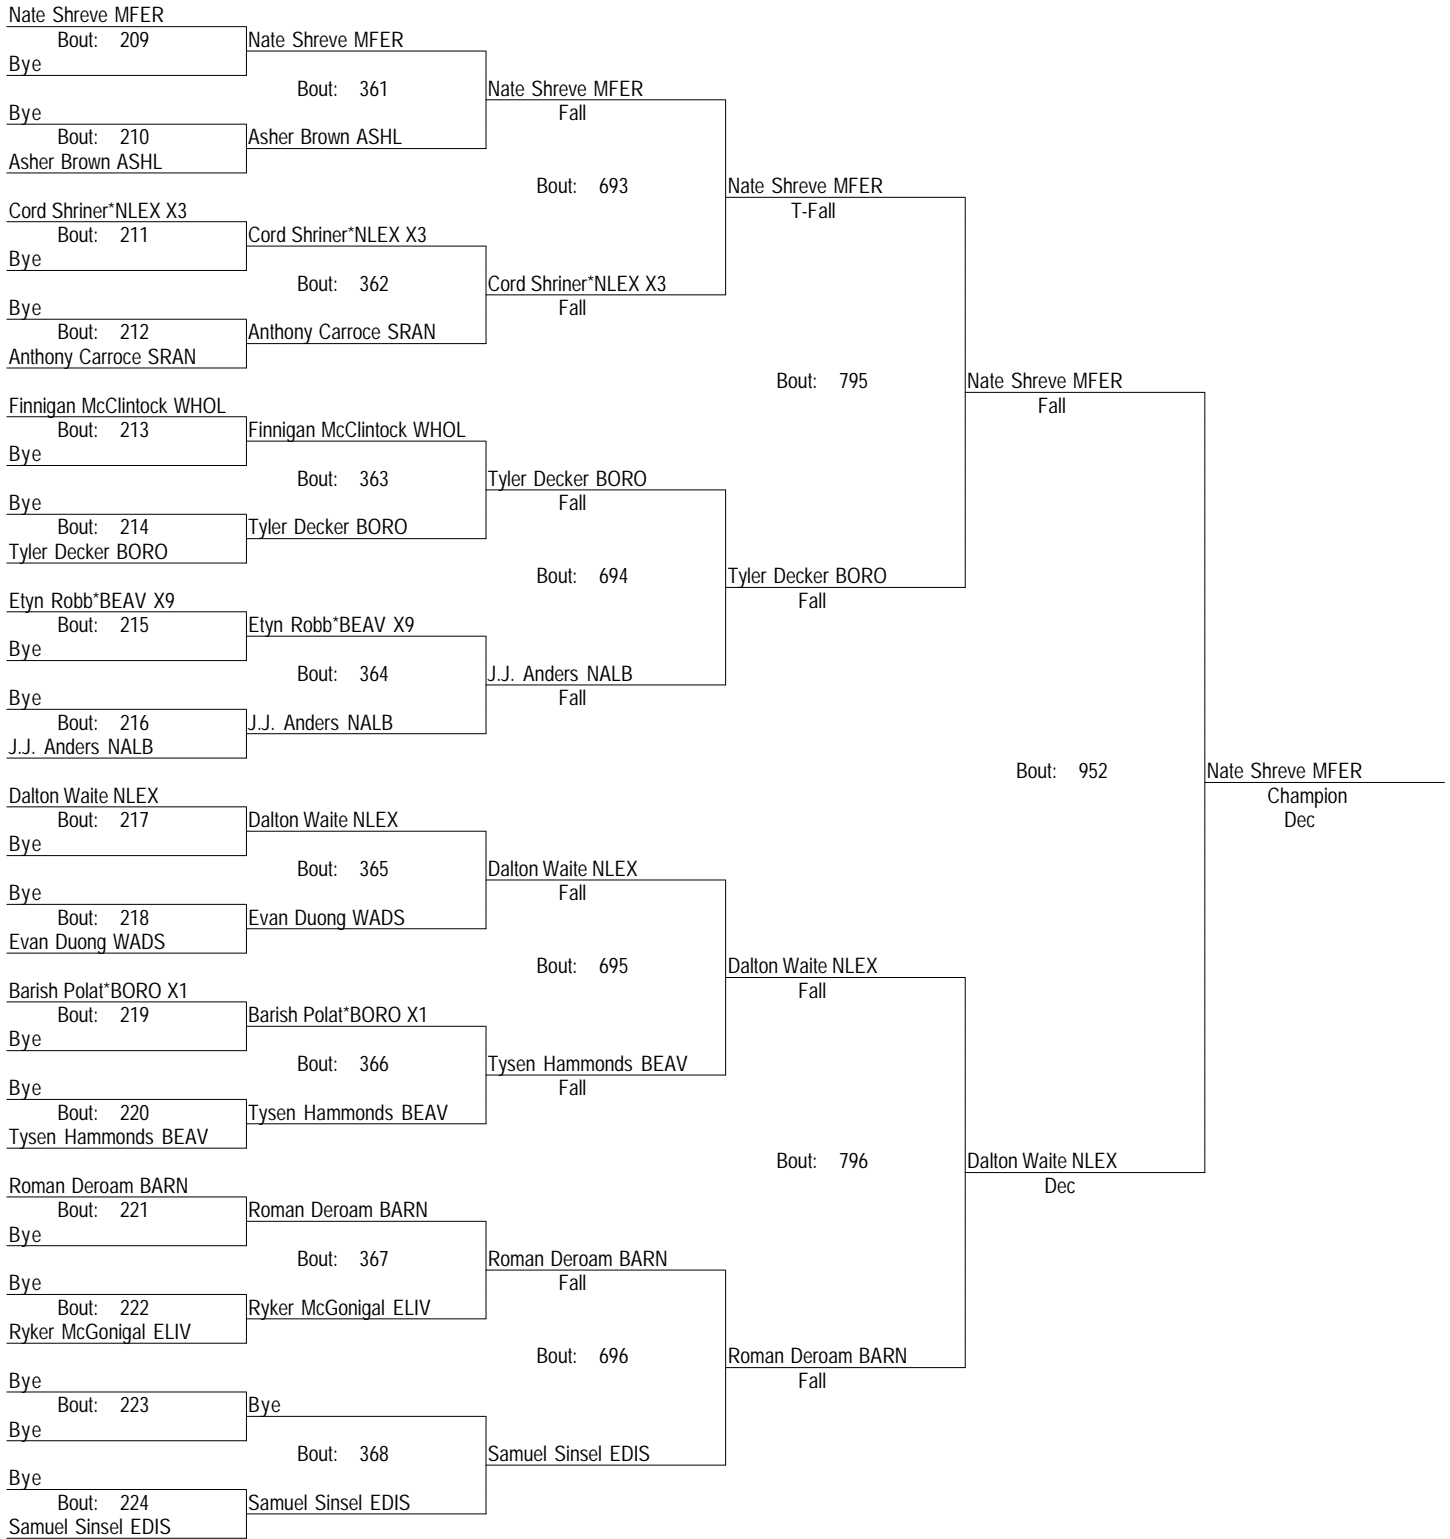 Nate Shreve MFER
Bout: 209
Nate Shreve MFER
Bye
Bout: 361
Nate Shreve MFER
Fall
Bye
Bout: 210
Asher Brown ASHL
Asher Brown ASHL
Bout: 693
Nate Shreve MFER
T-Fall
Cord Shriner*NLEX X3
Bout: 211
Cord Shriner*NLEX X3
Bye
Bout: 362
Cord Shriner*NLEX X3
Fall
Bye
Bout: 212
Anthony Carroce SRAN
Anthony Carroce SRAN
Bout: 795
Nate Shreve MFER
Fall
Finnigan McClintock WHOL
Bout: 213
Finnigan McClintock WHOL
Bye
Bout: 363
Tyler Decker BORO
Fall
Bye
Bout: 214
Tyler Decker BORO
Tyler Decker BORO
Bout: 694
Tyler Decker BORO
Fall
Etyn Robb*BEAV X9
Bout: 215
Etyn Robb*BEAV X9
Bye
Bout: 364
J.J. Anders NALB
Fall
Bye
Bout: 216
J.J. Anders NALB
J.J. Anders NALB
Bout: 952
Nate Shreve MFER
Champion
Dec
Dalton Waite NLEX
Bout: 217
Dalton Waite NLEX
Bye
Bout: 365
Dalton Waite NLEX
Fall
Bye
Bout: 218
Evan Duong WADS
Evan Duong WADS
Bout: 695
Dalton Waite NLEX
Fall
Barish Polat*BORO X1
Bout: 219
Barish Polat*BORO X1
Bye
Bout: 366
Tysen Hammonds BEAV
Fall
Bye
Bout: 220
Tysen Hammonds BEAV
Tysen Hammonds BEAV
Bout: 796
Dalton Waite NLEX
Dec
Roman Deroam BARN
Bout: 221
Roman Deroam BARN
Bye
Bout: 367
Roman Deroam BARN
Fall
Bye
Bout: 222
Ryker McGonigal ELIV
Ryker McGonigal ELIV
Bout: 696
Roman Deroam BARN
Fall
Bye
Bout: 223
Bye
Bye
Bout: 368
Samuel Sinsel EDIS
Bye
Bout: 224
Samuel Sinsel EDIS
Samuel Sinsel EDIS